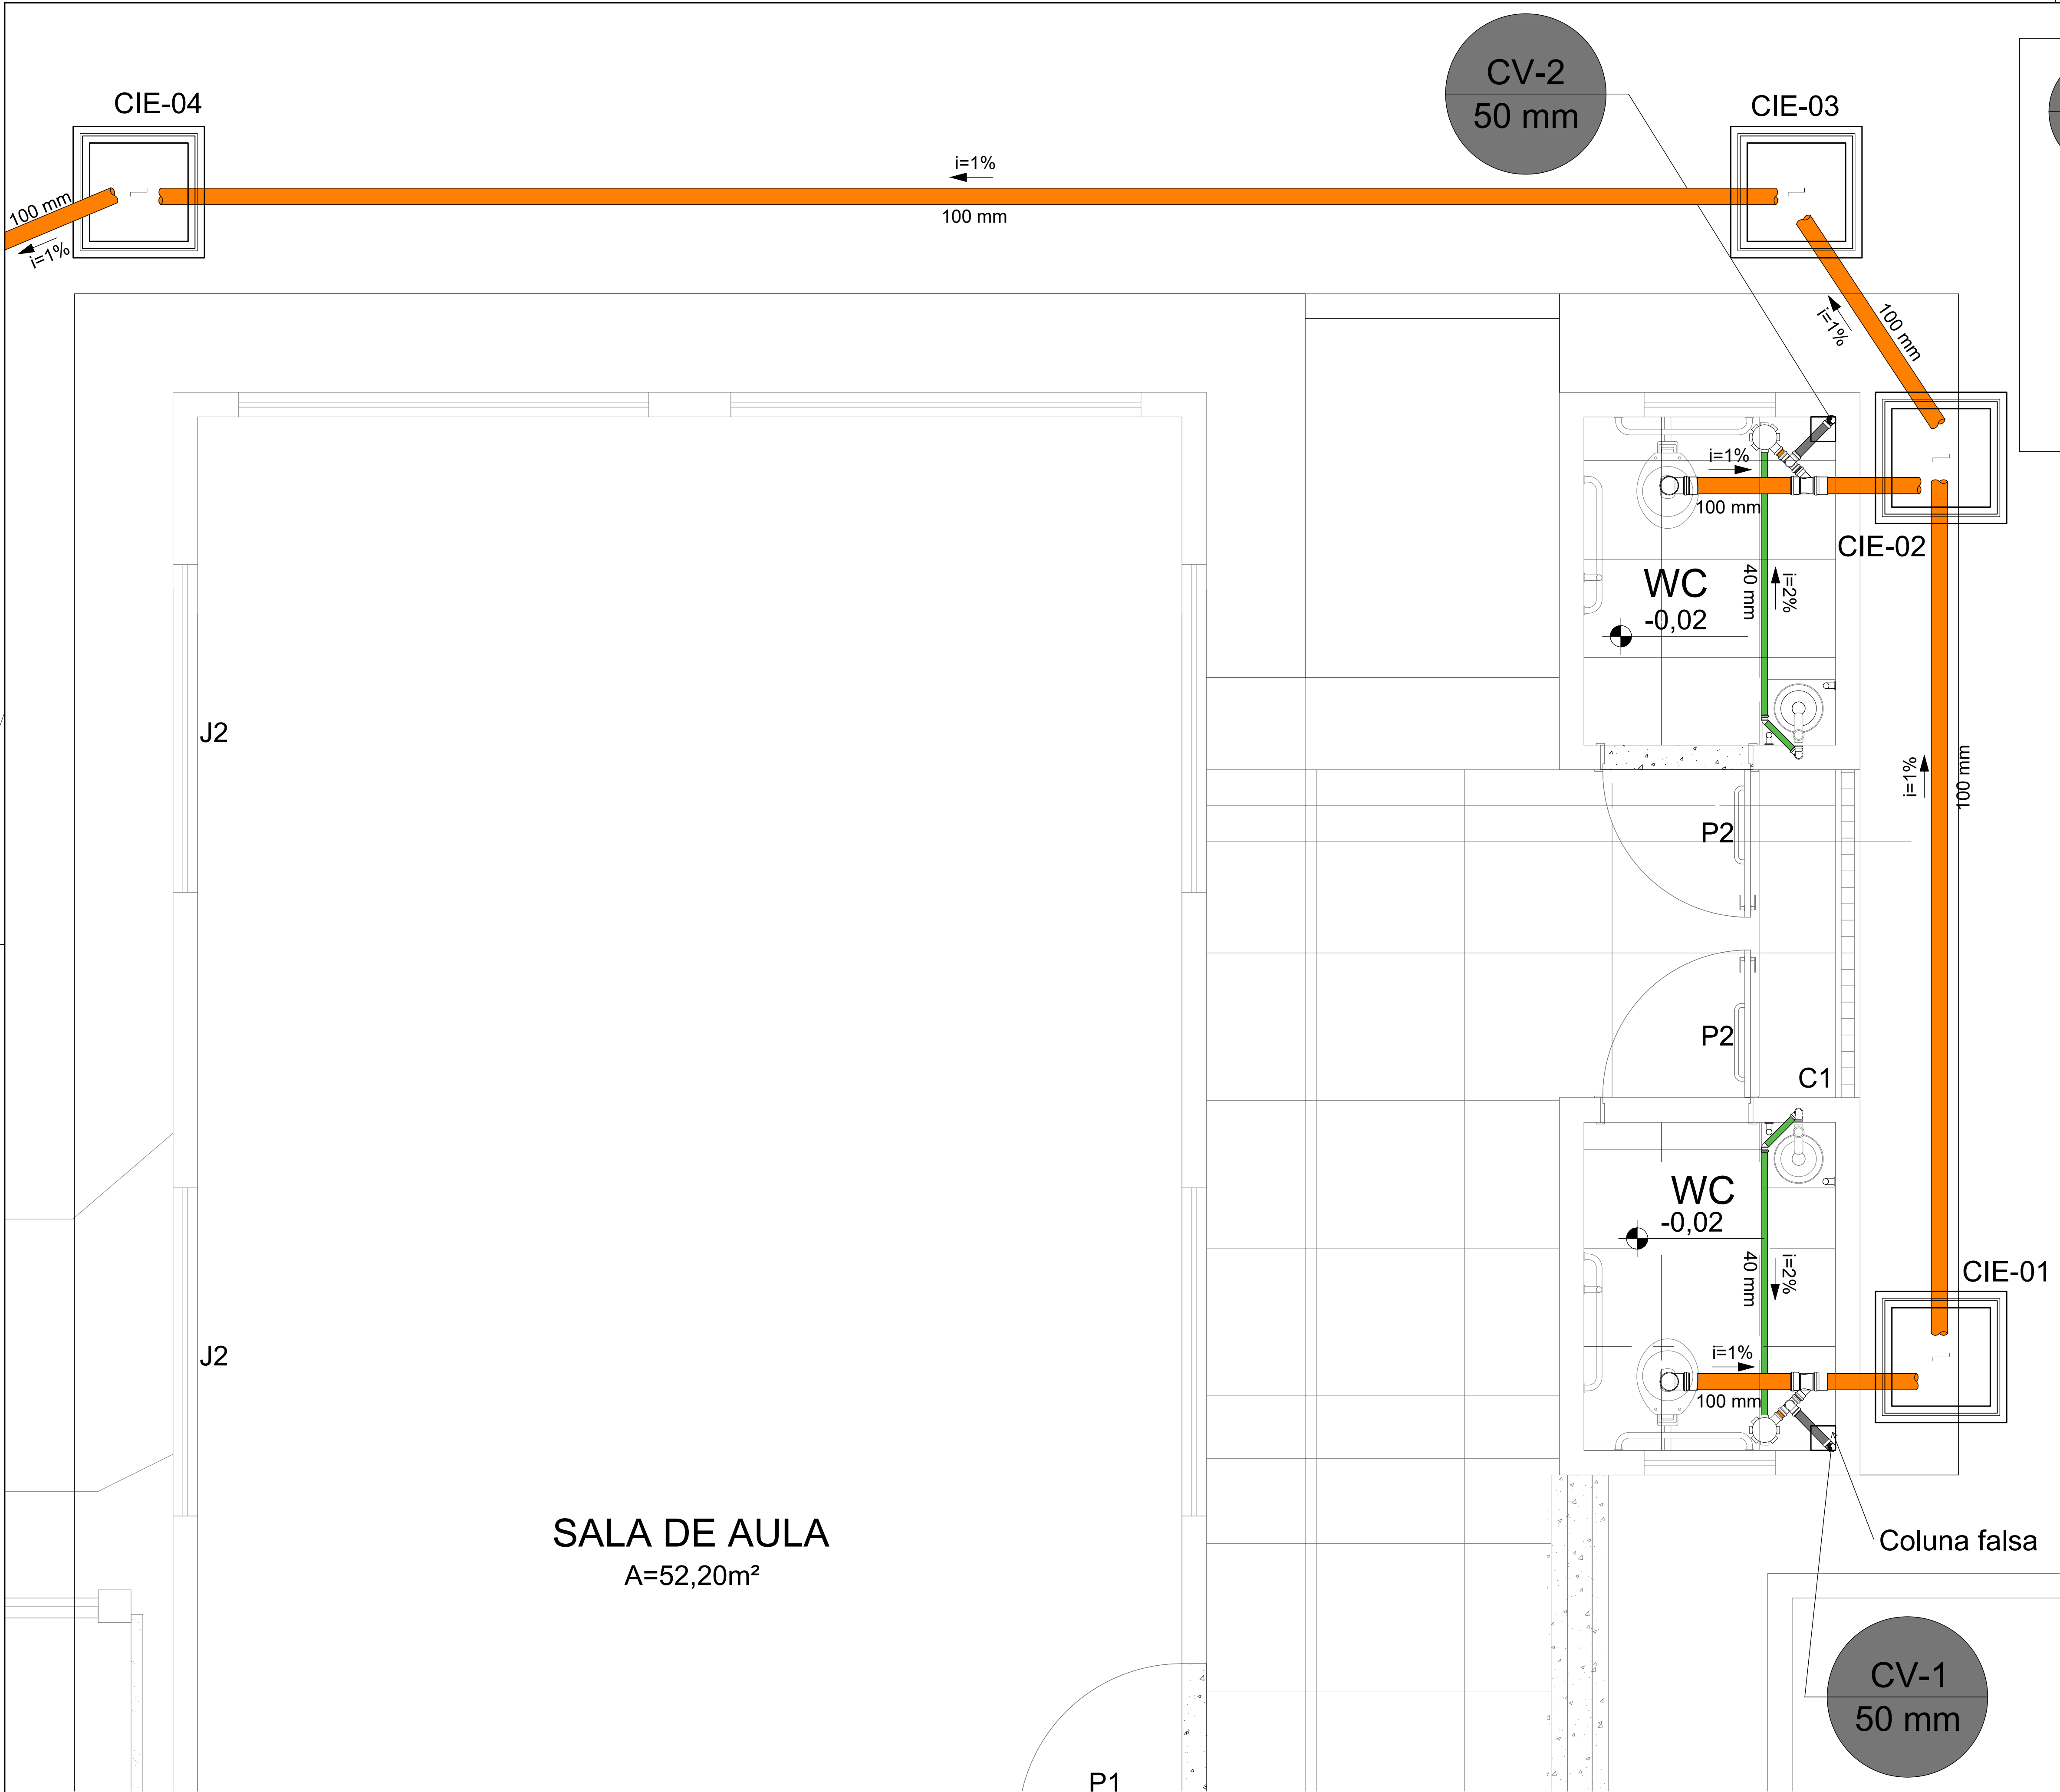 CV-2
50 mm
CIE-04
CIE-03
i=1%
100 mm
100 mm
i=1%
100 mm
i=1%
i=1%
100 mm
CIE-02
WC
-0,02
40 mm
i=2%
J2
i=1%
100 mm
P2
P2
C1
WC
-0,02
40 mm
i=2%
CIE-01
J2
i=1%
100 mm
SALA DE AULA
A=52,20m²
Coluna falsa
CV-1
50 mm
P1